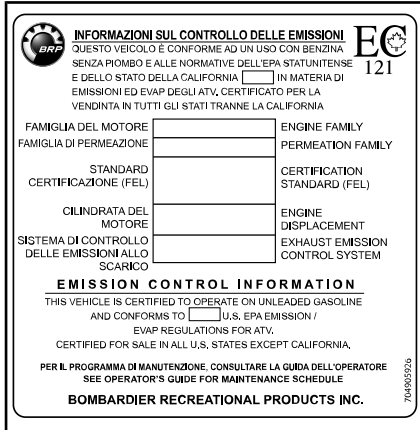 BRP
INFORMAZIONI SUL CONTROLLO DELLE EMISSIONI
EC
121
QUESTO VEICOLO È CONFORME AD UN USO CON BENZINA
SENZA PIOMBO E ALLE NORMATIVE DELL'EPA STATUNITENSE
E DELLO STATO DELLA CALIFORNIA IN MATERIA DI
EMISSIONI ED EVAP DEGLI ATV. CERTIFICATO PER LA
VENDINTA IN TUTTI GLI STATI TRANNE LA CALIFORNIA
FAMIGLIA DEL MOTORE ENGINE FAMILY
FAMIGLIA DI PERMEAZIONE PERMEATION FAMILY
STANDARD CERTIFICATION
CERTIFICAZIONE (FEL) STANDARD (FEL)
CILINDRATA DEL ENGINE
MOTORE DISPLACEMENT
SISTEMA DI CONTROLLO EXHAUST EMISSION
DELLE EMISSIONI ALLO CONTROL SYSTEM
SCARICO
EMISSION CONTROL INFORMATION
THIS VEHICLE IS CERTIFIED TO OPERATE ON UNLEADED GASOLINE
AND CONFORMS TO U.S. EPA EMISSION /
EVAP REGULATIONS FOR ATV.
CERTIFIED FOR SALE IN ALL U.S. STATES EXCEPT CALIFORNIA.
PER IL PROGRAMMA DI MANUTENZIONE, CONSULTARE LA GUIDA DELL'OPERATORE
SEE OPERATOR'S GUIDE FOR MAINTENANCE SCHEDULE
BOMBARDIER RECREATIONAL PRODUCTS INC.
704905926